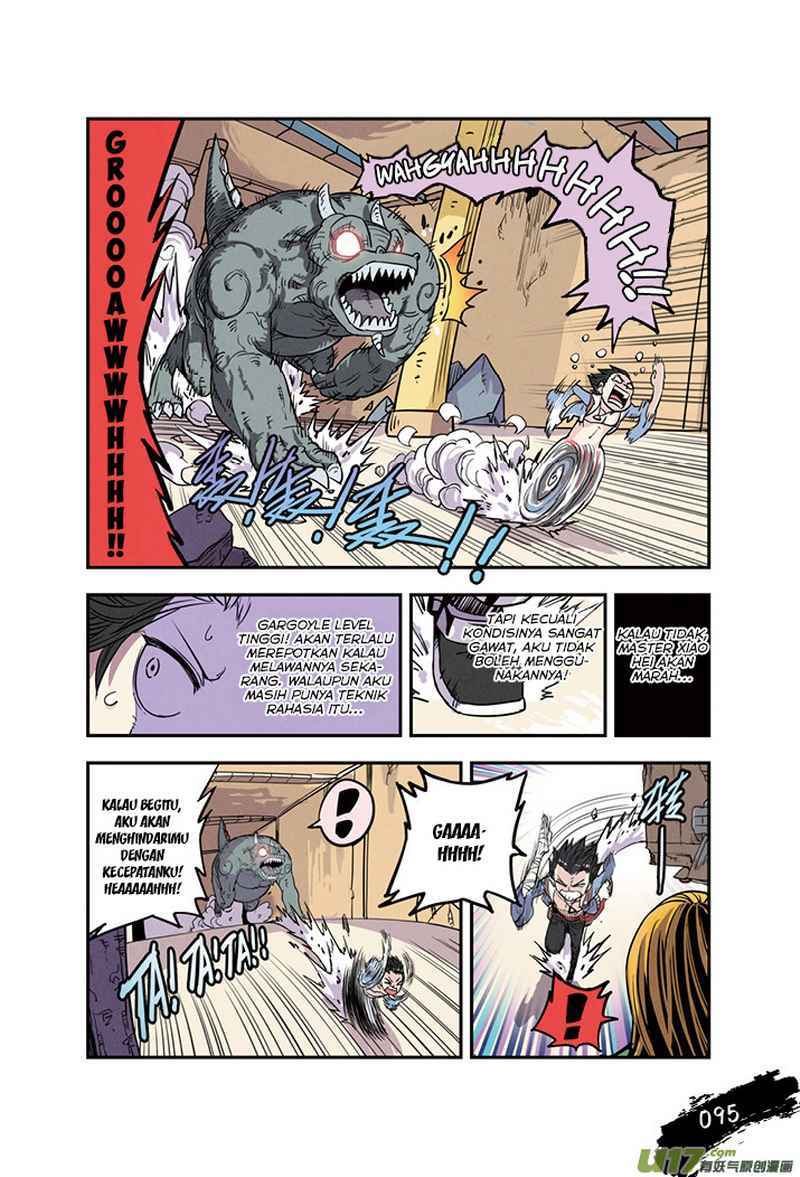 GROOOOAWWWWHHHHH!!
WAHGYAHHHHHHHH!!
GARGOYLE LEVEL
TINGGI! AKAN TERLALU
MEREPOTKAN KALAU
MELAWANNYA SEKA-
RANG. WALAUPUN AKU
MASIH PUNYA TEKNIK
RAHASIA ITU...
TAPI KECUALI
KONDISINYA SANGAT
GAWAT, AKU TIDAK
BOLEH MENGGU-
NAKANNYA!
KALAU TIDAK,
MASTER XIAO
HEI AKAN
MARAH...
KALAU BEGITU,
AKU AKAN
MENGHINDARIMU
DENGAN
KECEPATANKU!
HEAAAAAHHH!
!
TA! TA! TA!!
GAAAA-
HHHH!
哇
!
095
U17.com
有妖气原创漫画